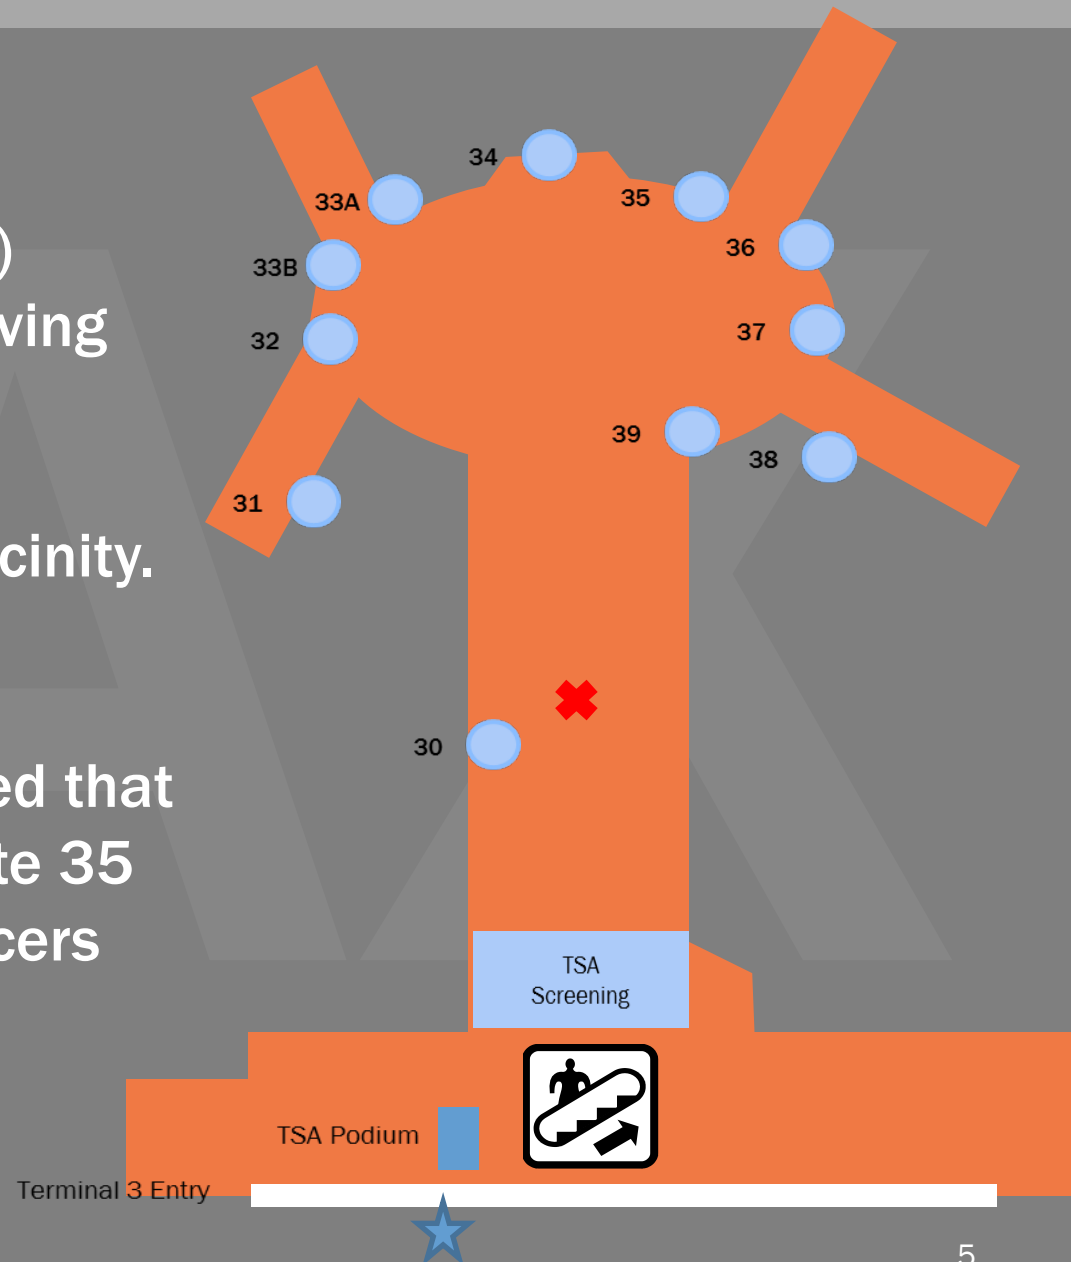 )
ving
cinity.
ed that
te 35
cers
34
33A
35
36
33B
32
37
39
38
31
30
TSA
Screening
TSA Podium
Terminal 3 Entry
5